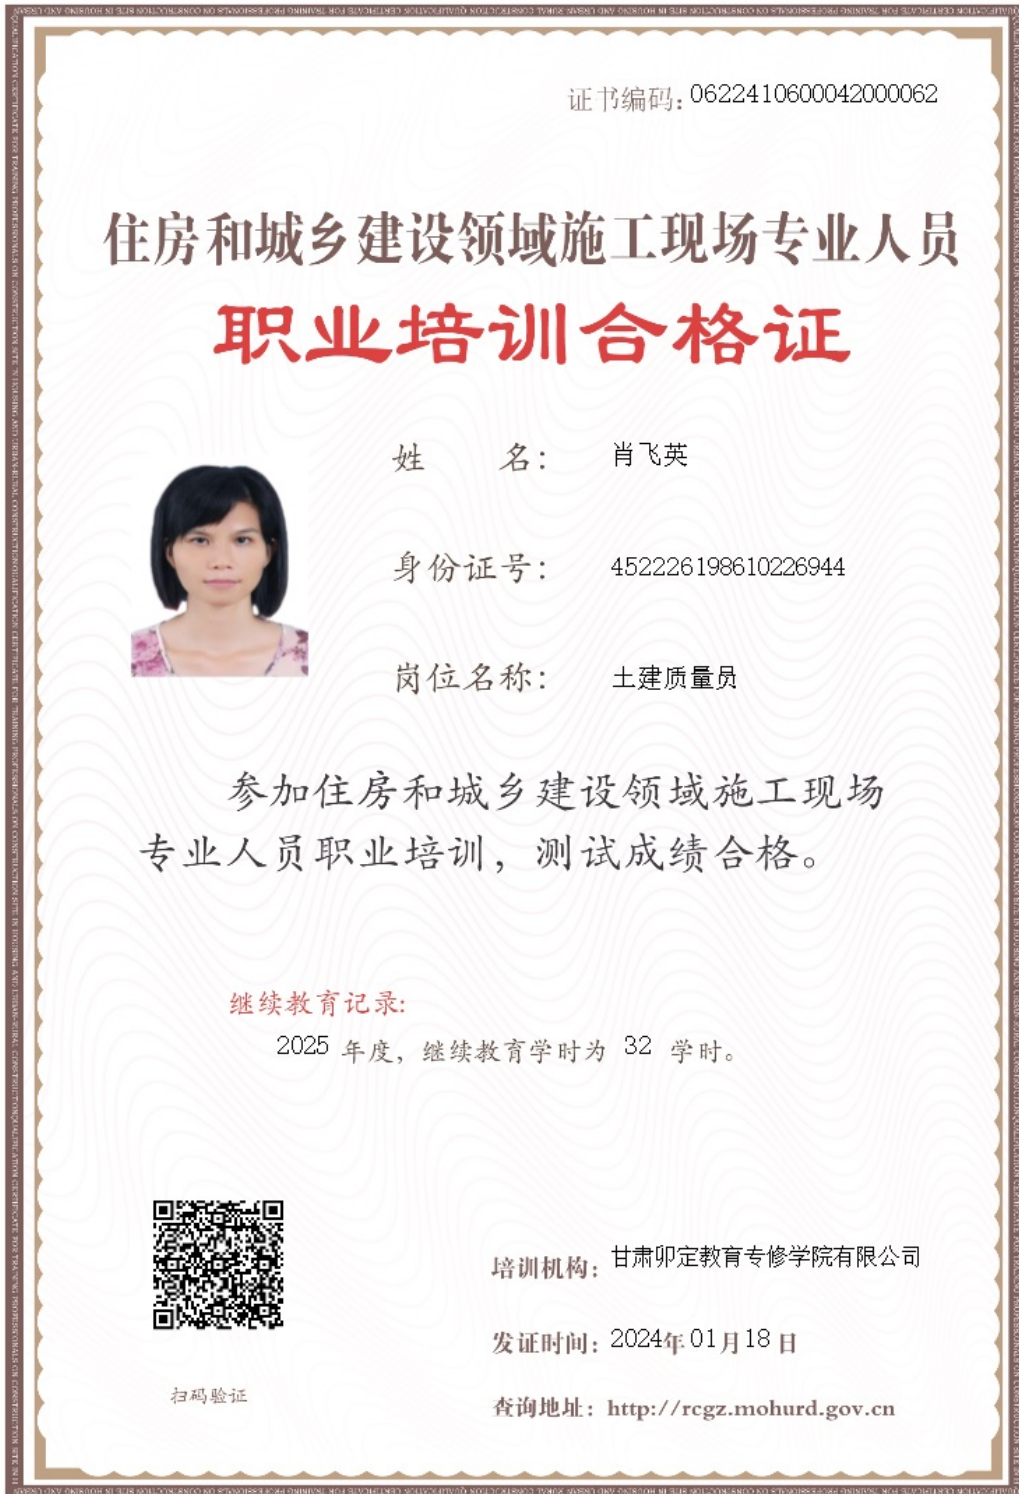 证书编码：0622410600042000062
住房和城乡建设领域施工现场专业人员
职业培训合格证
姓　　名：肖飞英
身份证号：452226198610226944
岗位名称：土建质量员
参加住房和城乡建设领域施工现场
专业人员职业培训，测试成绩合格。
继续教育记录:
2025 年度，继续教育学时为 32 学时。
培训机构：甘肃卯定教育专修学院有限公司
发证时间：2024年01月18日
扫码验证
查询地址：http://rcgz.mohurd.gov.cn